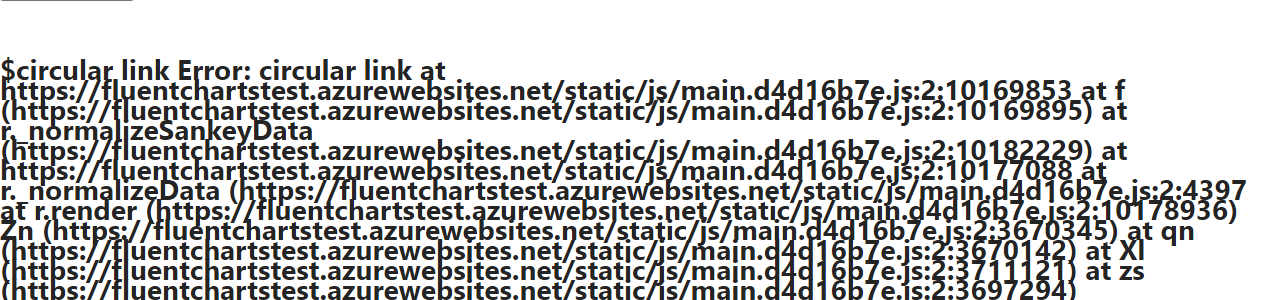 $circular link Error: circular link at
https://fluentchartstest.azurewebsites.net/static/js/main.d4d16b7e.js:2:10169853 at f
(https://fluentchartstest.azurewebsites.net/static/js/main.d4d16b7e.js:2:10169895) at
r._normalizeSankeyData
(https://fluentchartstest.azurewebsites.net/static/js/main.d4d16b7e.js:2:10182229) at
https://fluentchartstest.azurewebsites.net/static/js/main.d4d16b7e.js:2:10177088 at
r._normalizeData (https://fluentchartstest.azurewebsites.net/static/js/main.d4d16b7e.js:2:4397
at r.render (https://fluentchartstest.azurewebsites.net/static/js/main.d4d16b7e.js:2:10178936)
Zn (https://fluentchartstest.azurewebsites.net/static/js/main.d4d16b7e.js:2:3670345) at qn
(https://fluentchartstest.azurewebsites.net/static/js/main.d4d16b7e.js:2:3670142) at Xl
(https://fluentchartstest.azurewebsites.net/static/js/main.d4d16b7e.js:2:3711121) at zs
(https://fluentchartstest.azurewebsites.net/static/js/main.d4d16b7e.js:2:3697294)